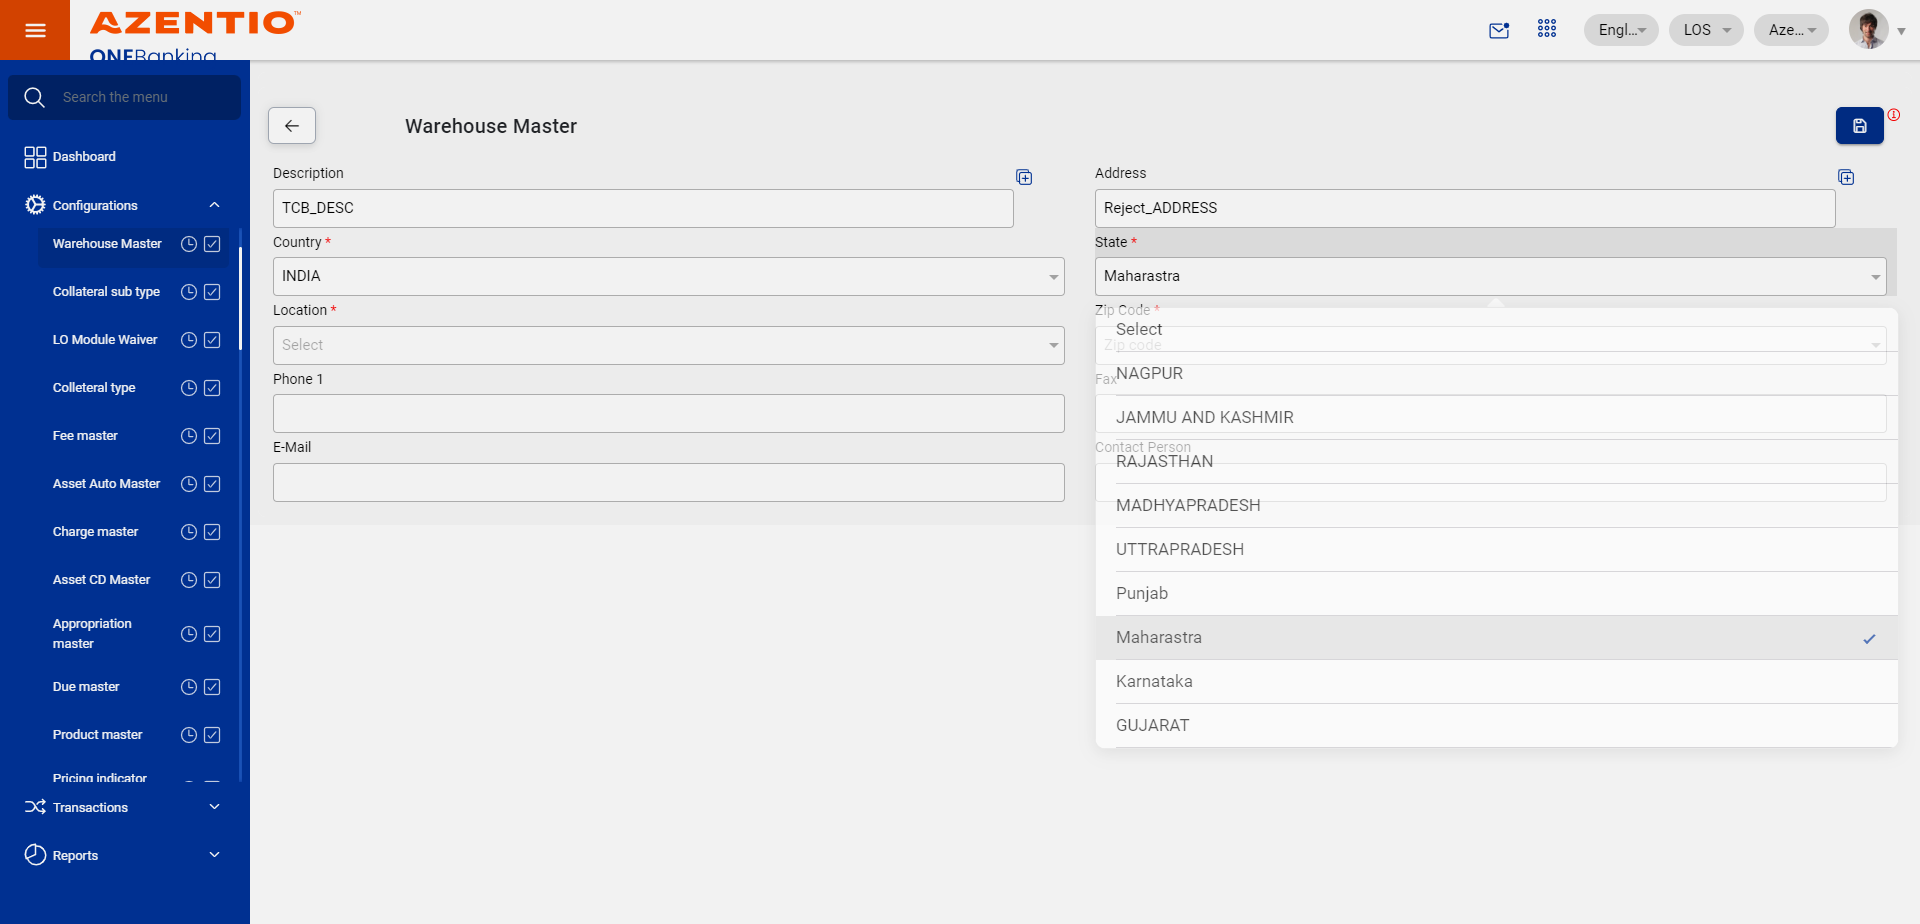 AZENTIO™
ONEBanking
Engl...
LOS
Aze...
Search the menu
Dashboard
Configurations
Warehouse Master
Collateral sub type
LO Module Waiver
Colleteral type
Fee master
Asset Auto Master
Charge master
Asset CD Master
Appropriation
master
Due master
Product master
Pricing indicator
Transactions
Reports
Warehouse Master
Description
TCB_DESC
Address
Reject_ADDRESS
Country *
INDIA
State *
Maharastra
Location *
Select
Zip Code *
Zip code
Phone 1
Fax
E-Mail
Contact Person
Select
NAGPUR
JAMMU AND KASHMIR
RAJASTHAN
MADHYAPRADESH
UTTRAPRADESH
Punjab
Maharastra
Karnataka
GUJARAT